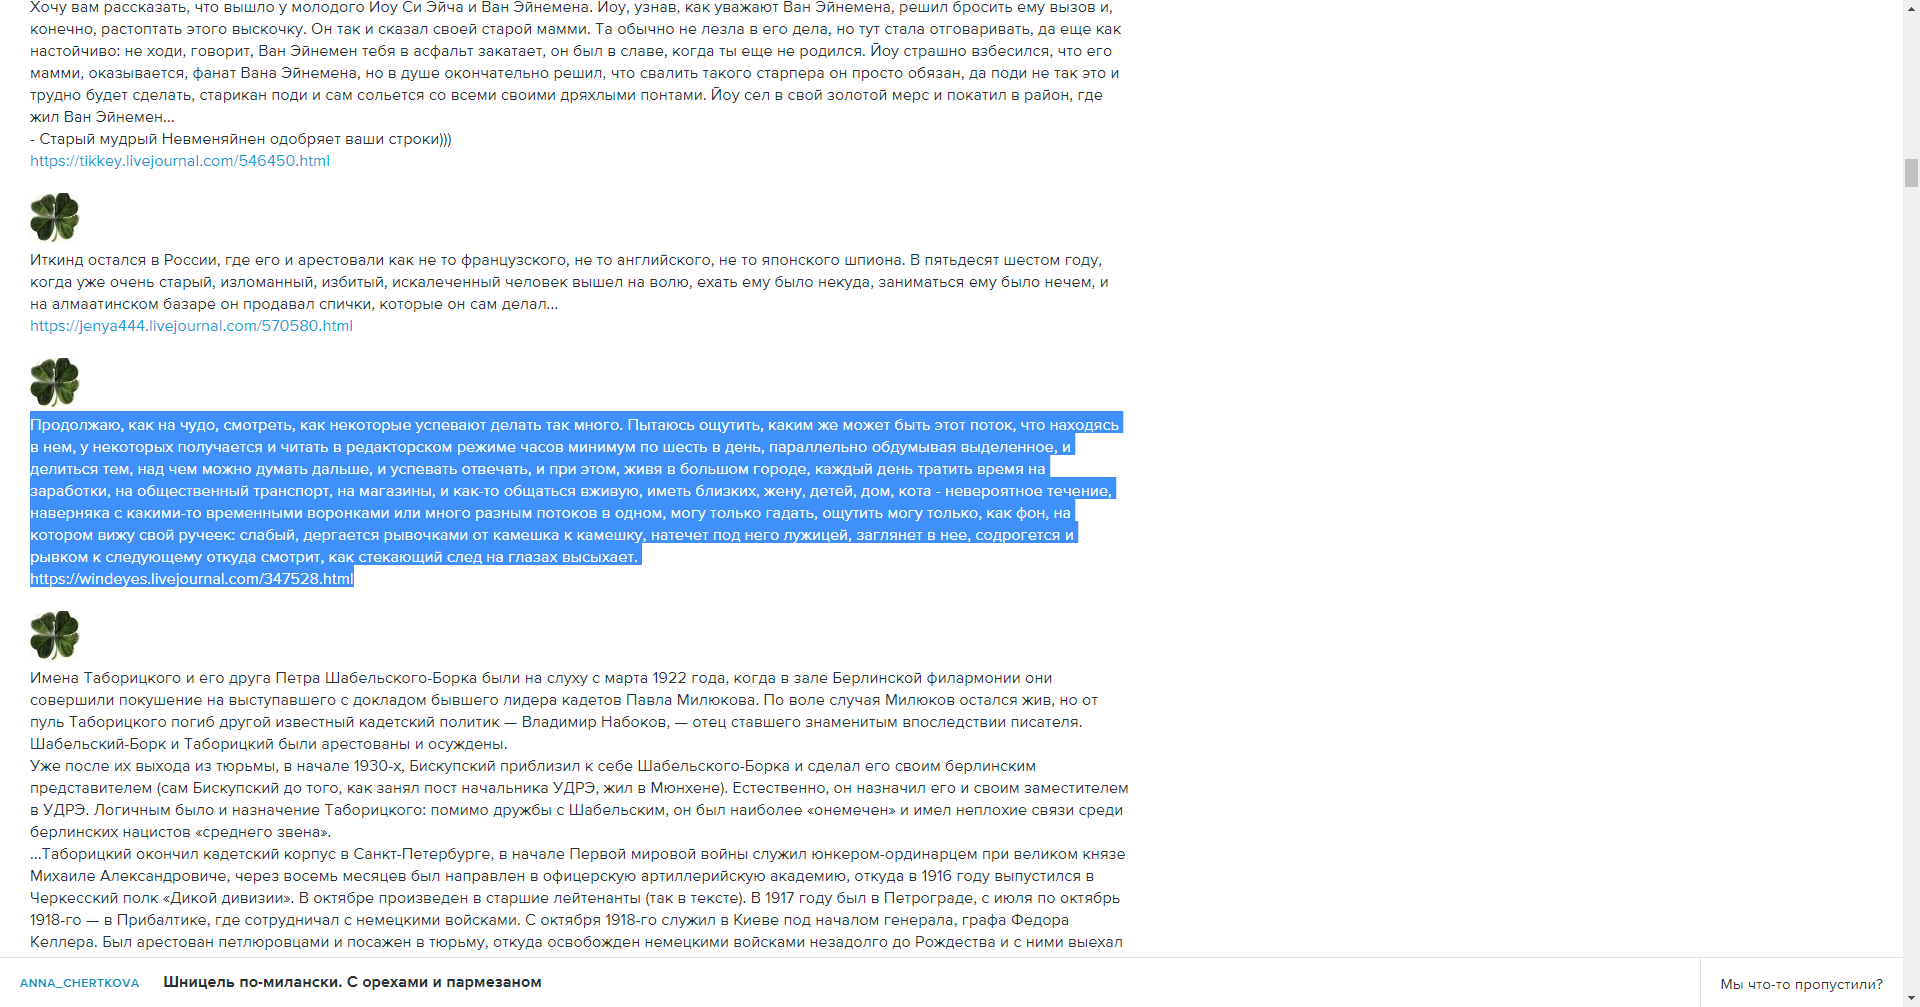 Хочу вам рассказать, что вышло у молодого Йоу Си Эйча и Ван Эйнемена. Йоу, узнав, как уважают Ван Эйнемена, решил бросить ему вызов и,
конечно, растоптать этого выскочку. Он так и сказал своей старой мамми. Та обычно не лезла в его дела, но тут стала отговаривать, да еще как
настойчиво: не ходи, говорит, Ван Эйнемен тебя в асфальт закатает, он был в славе, когда ты еще не родился. Йоу страшно взбесился, что его
мамми, оказывается, фанат Вана Эйнемена, но в душе окончательно решил, что свалить такого старпера он просто обязан, да поди не так это и
трудно будет сделать, старикан поди и сам сольется со всеми своими дряхлыми понтами. Йоу сел в свой золотой мерс и покатил в район, где
жил Ван Эйнемен...
- Старый мудрый Невменяйнен одобряет ваши строки)))
https://tikkey.livejournal.com/546450.html
Иткинд остался в России, где его и арестовали как не то французского, не то английского, не то японского шпиона. В пятьдесят шестом году,
когда уже очень старый, изломанный, избитый, искалеченный человек вышел на волю, ехать ему было некуда, заниматься ему было нечем, и
на алмаатинском базаре он продавал спички, которые он сам делал...
https://jenya444.livejournal.com/570580.html
Продолжаю, как на чудо, смотреть, как некоторые успевают делать так много. Пытаюсь ощутить, каким же может быть этот поток, что находясь
в нем, у некоторых получается и читать в редакторском режиме часов минимум по шесть в день, параллельно обдумывая выделенное, и
делиться тем, над чем можно думать дальше, и успевать отвечать, и при этом, живя в большом городе, каждый день тратить время на
заработки, на общественный транспорт, на магазины, и как-то общаться вживую, иметь близких, жену, детей, дом, кота - невероятное течение,
наверняка с какими-то временными воронками или много разным потоков в одном, могу только гадать, ощутить могу только, как фон, на
котором вижу свой ручеек: слабый, дергается рывочками от камешка к камешку, натечет под него лужицей, заглянет в нее, содрогется и
рывком к следующему откуда смотрит, как стекающий след на глазах высыхает.
https://windeyes.livejournal.com/347528.html
Имена Таборицкого и его друга Петра Шабельского-Борка были на слуху с марта 1922 года, когда в зале Берлинской филармонии они
совершили покушение на выступавшего с докладом бывшего лидера кадетов Павла Милюкова. По воле случая Милюков остался жив, но от
пуль Таборицкого погиб другой известный кадетский политик — Владимир Набоков, — отец ставшего знаменитым впоследствии писателя.
Шабельский-Борк и Таборицкий были арестованы и осуждены.
Уже после их выхода из тюрьмы, в начале 1930-х, Бискупский приблизил к себе Шабельского-Борка и сделал его своим берлинским
представителем (сам Бискупский до того, как занял пост начальника УДРЭ, жил в Мюнхене). Естественно, он назначил его и своим заместителем
в УДРЭ. Логичным было и назначение Таборицкого: помимо дружбы с Шабельским, он был наиболее «онемечен» и имел неплохие связи среди
берлинских нацистов «среднего звена».
...Таборицкий окончил кадетский корпус в Санкт-Петербурге, в начале Первой мировой войны служил юнкером-ординарцем при великом князе
Михаиле Александровиче, через восемь месяцев был направлен в офицерскую артиллерийскую академию, откуда в 1916 году выпустился в
Черкесский полк «Дикой дивизии». В октябре произведен в старшие лейтенанты (так в тексте). В 1917 году был в Петрограде, с июля по октябрь
1918-го — в Прибалтике, где сотрудничал с немецкими войсками. С октября 1918-го служил в Киеве под началом генерала, графа Федора
Келлера. Был арестован петлюровцами и посажен в тюрьму, откуда освобожден немецкими войсками незадолго до Рождества и с ними выехал
ANNA_CHERTKOVA Шницель по-милански. С орехами и пармезаном
Мы что-то пропустили?